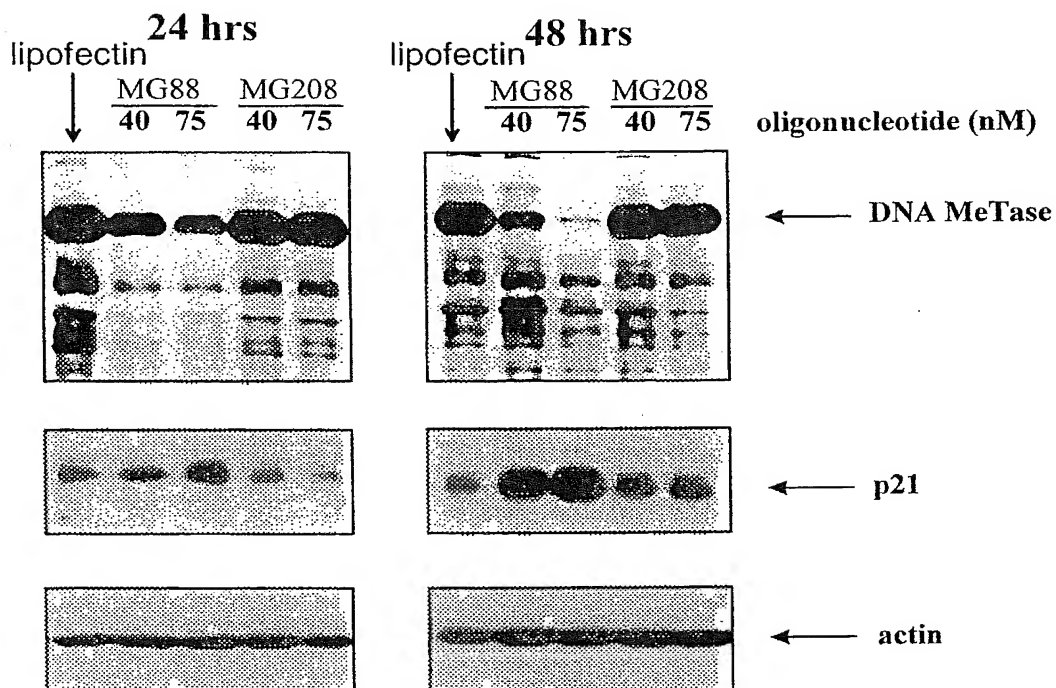 24 hrs
48 hrs
lipofectin
lipofectin
MG88
MG208
MG88
MG208
40 75 40 75
40 75 40 75
oligonucleotide (nM)
DNA MeTase
p21
actin